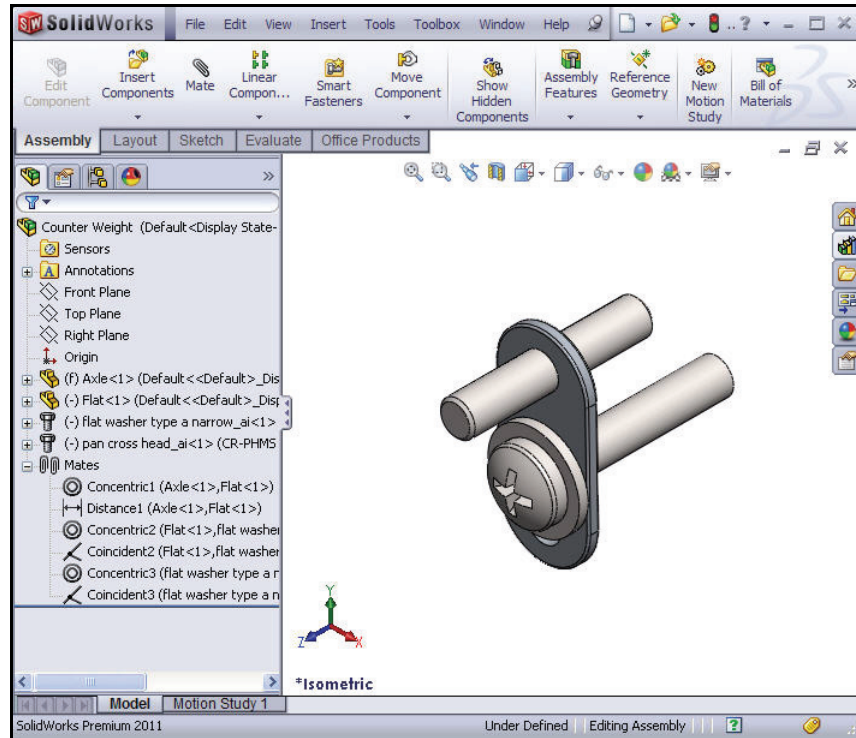 SolidWorks File Edit View Insert Tools Toolbox Window Help ..?
Edit Component
Insert Components
Mate
Linear Compon...
Smart Fasteners
Move Component
Show Hidden Components
Assembly Features
Reference Geometry
New Motion Study
Bill of Materials
Assembly Layout Sketch Evaluate Office Products
Counter Weight (Default<Display State-
Sensors
Annotations
Front Plane
Top Plane
Right Plane
Origin
(f) Axle<1> (Default<<Default>_Dis
(-) Flat<1> (Default<<Default>_Disp
(-) flat washer type a narrow_ai<1>
(-) pan cross head_ai<1> (CR-PHMS
Mates
Concentric1 (Axle<1>,Flat<1>)
Distance1 (Axle<1>,Flat<1>)
Concentric2 (Flat<1>,flat washer
Coincident2 (Flat<1>,flat washer
Concentric3 (flat washer type a n
Coincident3 (flat washer type a n
Y
Z X
*Isometric
Model Motion Study 1
SolidWorks Premium 2011 Under Defined Editing Assembly ?